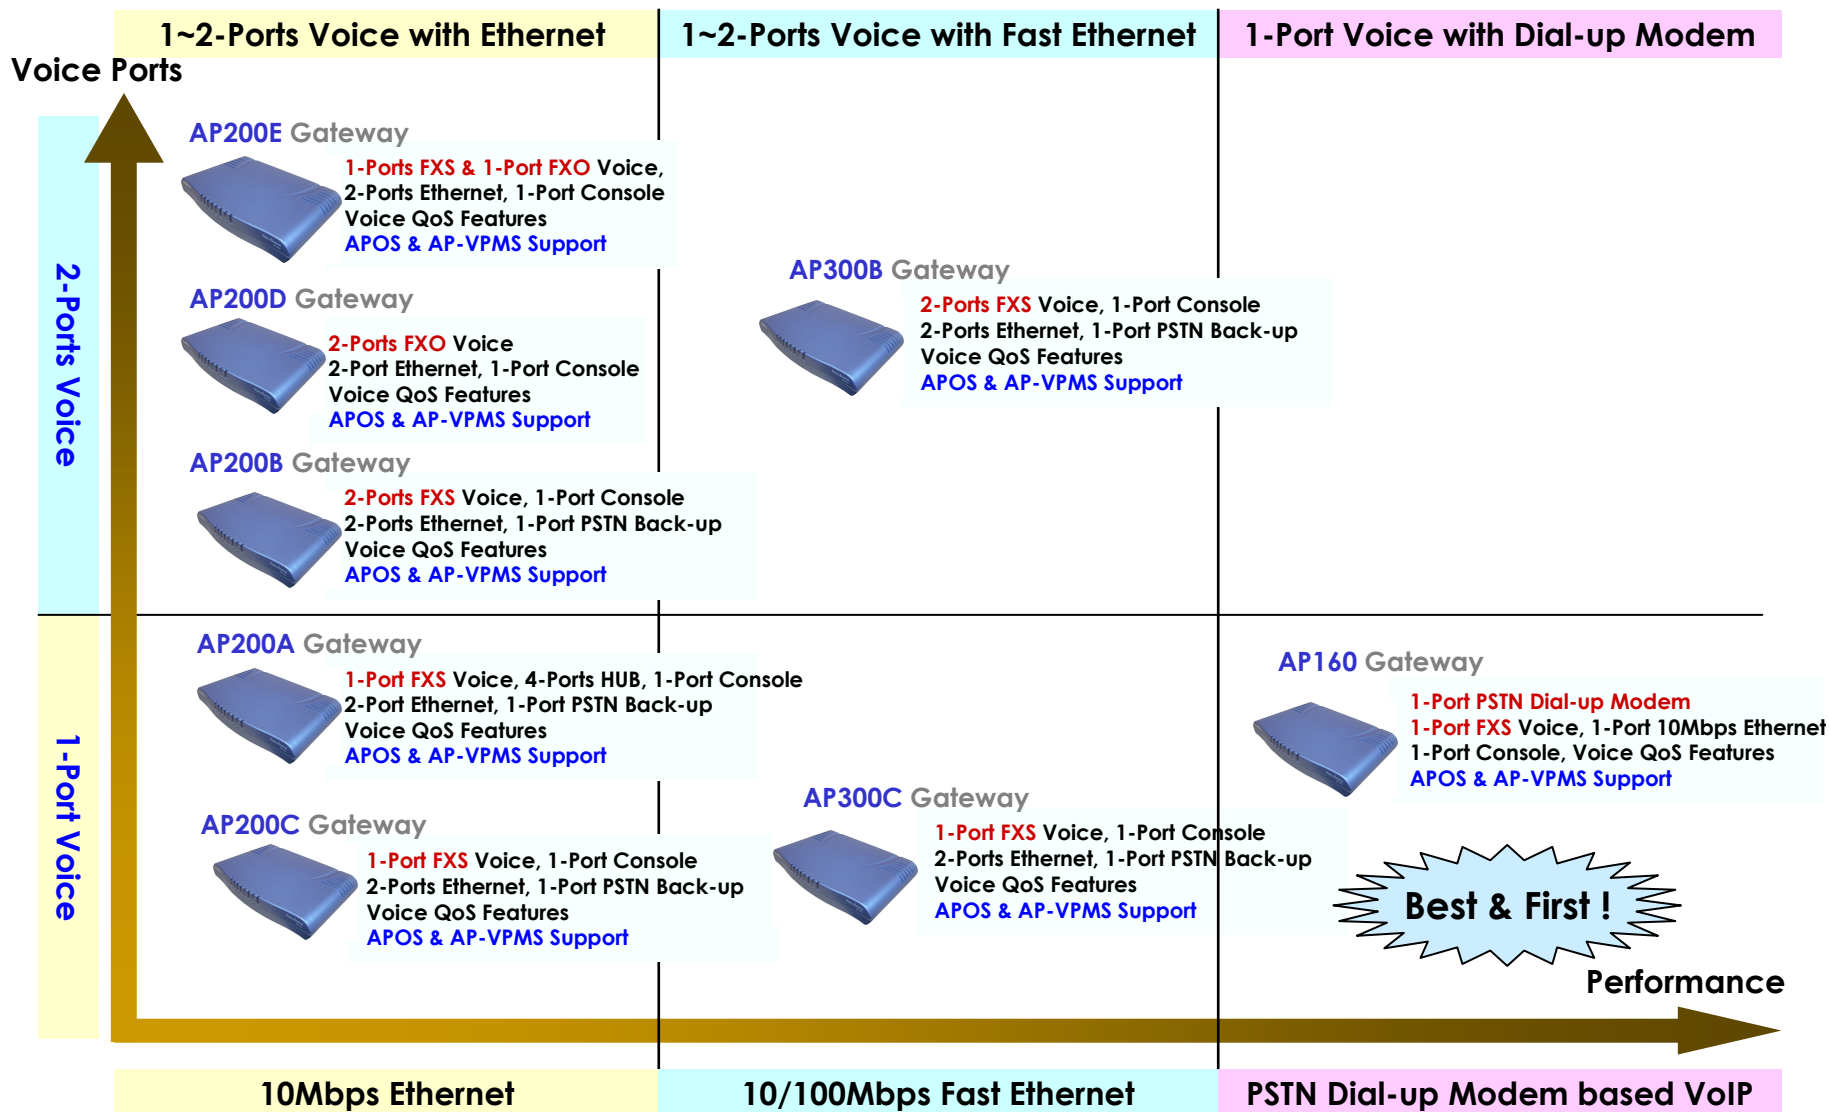 1~2-Ports Voice with Ethernet
1~2-Ports Voice with Fast Ethernet
1-Port Voice with Dial-up Modem
Voice Ports
2-Ports Voice
AP200E Gateway
1-Ports FXS & 1-Port FXO Voice,
2-Ports Ethernet, 1-Port Console
Voice QoS Features
APOS & AP-VPMS Support
AP200D Gateway
2-Ports FXO Voice
2-Port Ethernet, 1-Port Console
Voice QoS Features
APOS & AP-VPMS Support
AP200B Gateway
2-Ports FXS Voice, 1-Port Console
2-Ports Ethernet, 1-Port PSTN Back-up
Voice QoS Features
APOS & AP-VPMS Support
AP300B Gateway
2-Ports FXS Voice, 1-Port Console
2-Ports Ethernet, 1-Port PSTN Back-up
Voice QoS Features
APOS & AP-VPMS Support
1-Port Voice
AP200A Gateway
1-Port FXS Voice, 4-Ports HUB, 1-Port Console
2-Port Ethernet, 1-Port PSTN Back-up
Voice QoS Features
APOS & AP-VPMS Support
AP200C Gateway
1-Port FXS Voice, 1-Port Console
2-Ports Ethernet, 1-Port PSTN Back-up
Voice QoS Features
APOS & AP-VPMS Support
AP300C Gateway
1-Port FXS Voice, 1-Port Console
2-Ports Ethernet, 1-Port PSTN Back-up
Voice QoS Features
APOS & AP-VPMS Support
AP160 Gateway
1-Port PSTN Dial-up Modem
1-Port FXS Voice, 1-Port 10Mbps Ethernet
1-Port Console, Voice QoS Features
APOS & AP-VPMS Support
Best & First !
Performance
10Mbps Ethernet
10/100Mbps Fast Ethernet
PSTN Dial-up Modem based VoIP